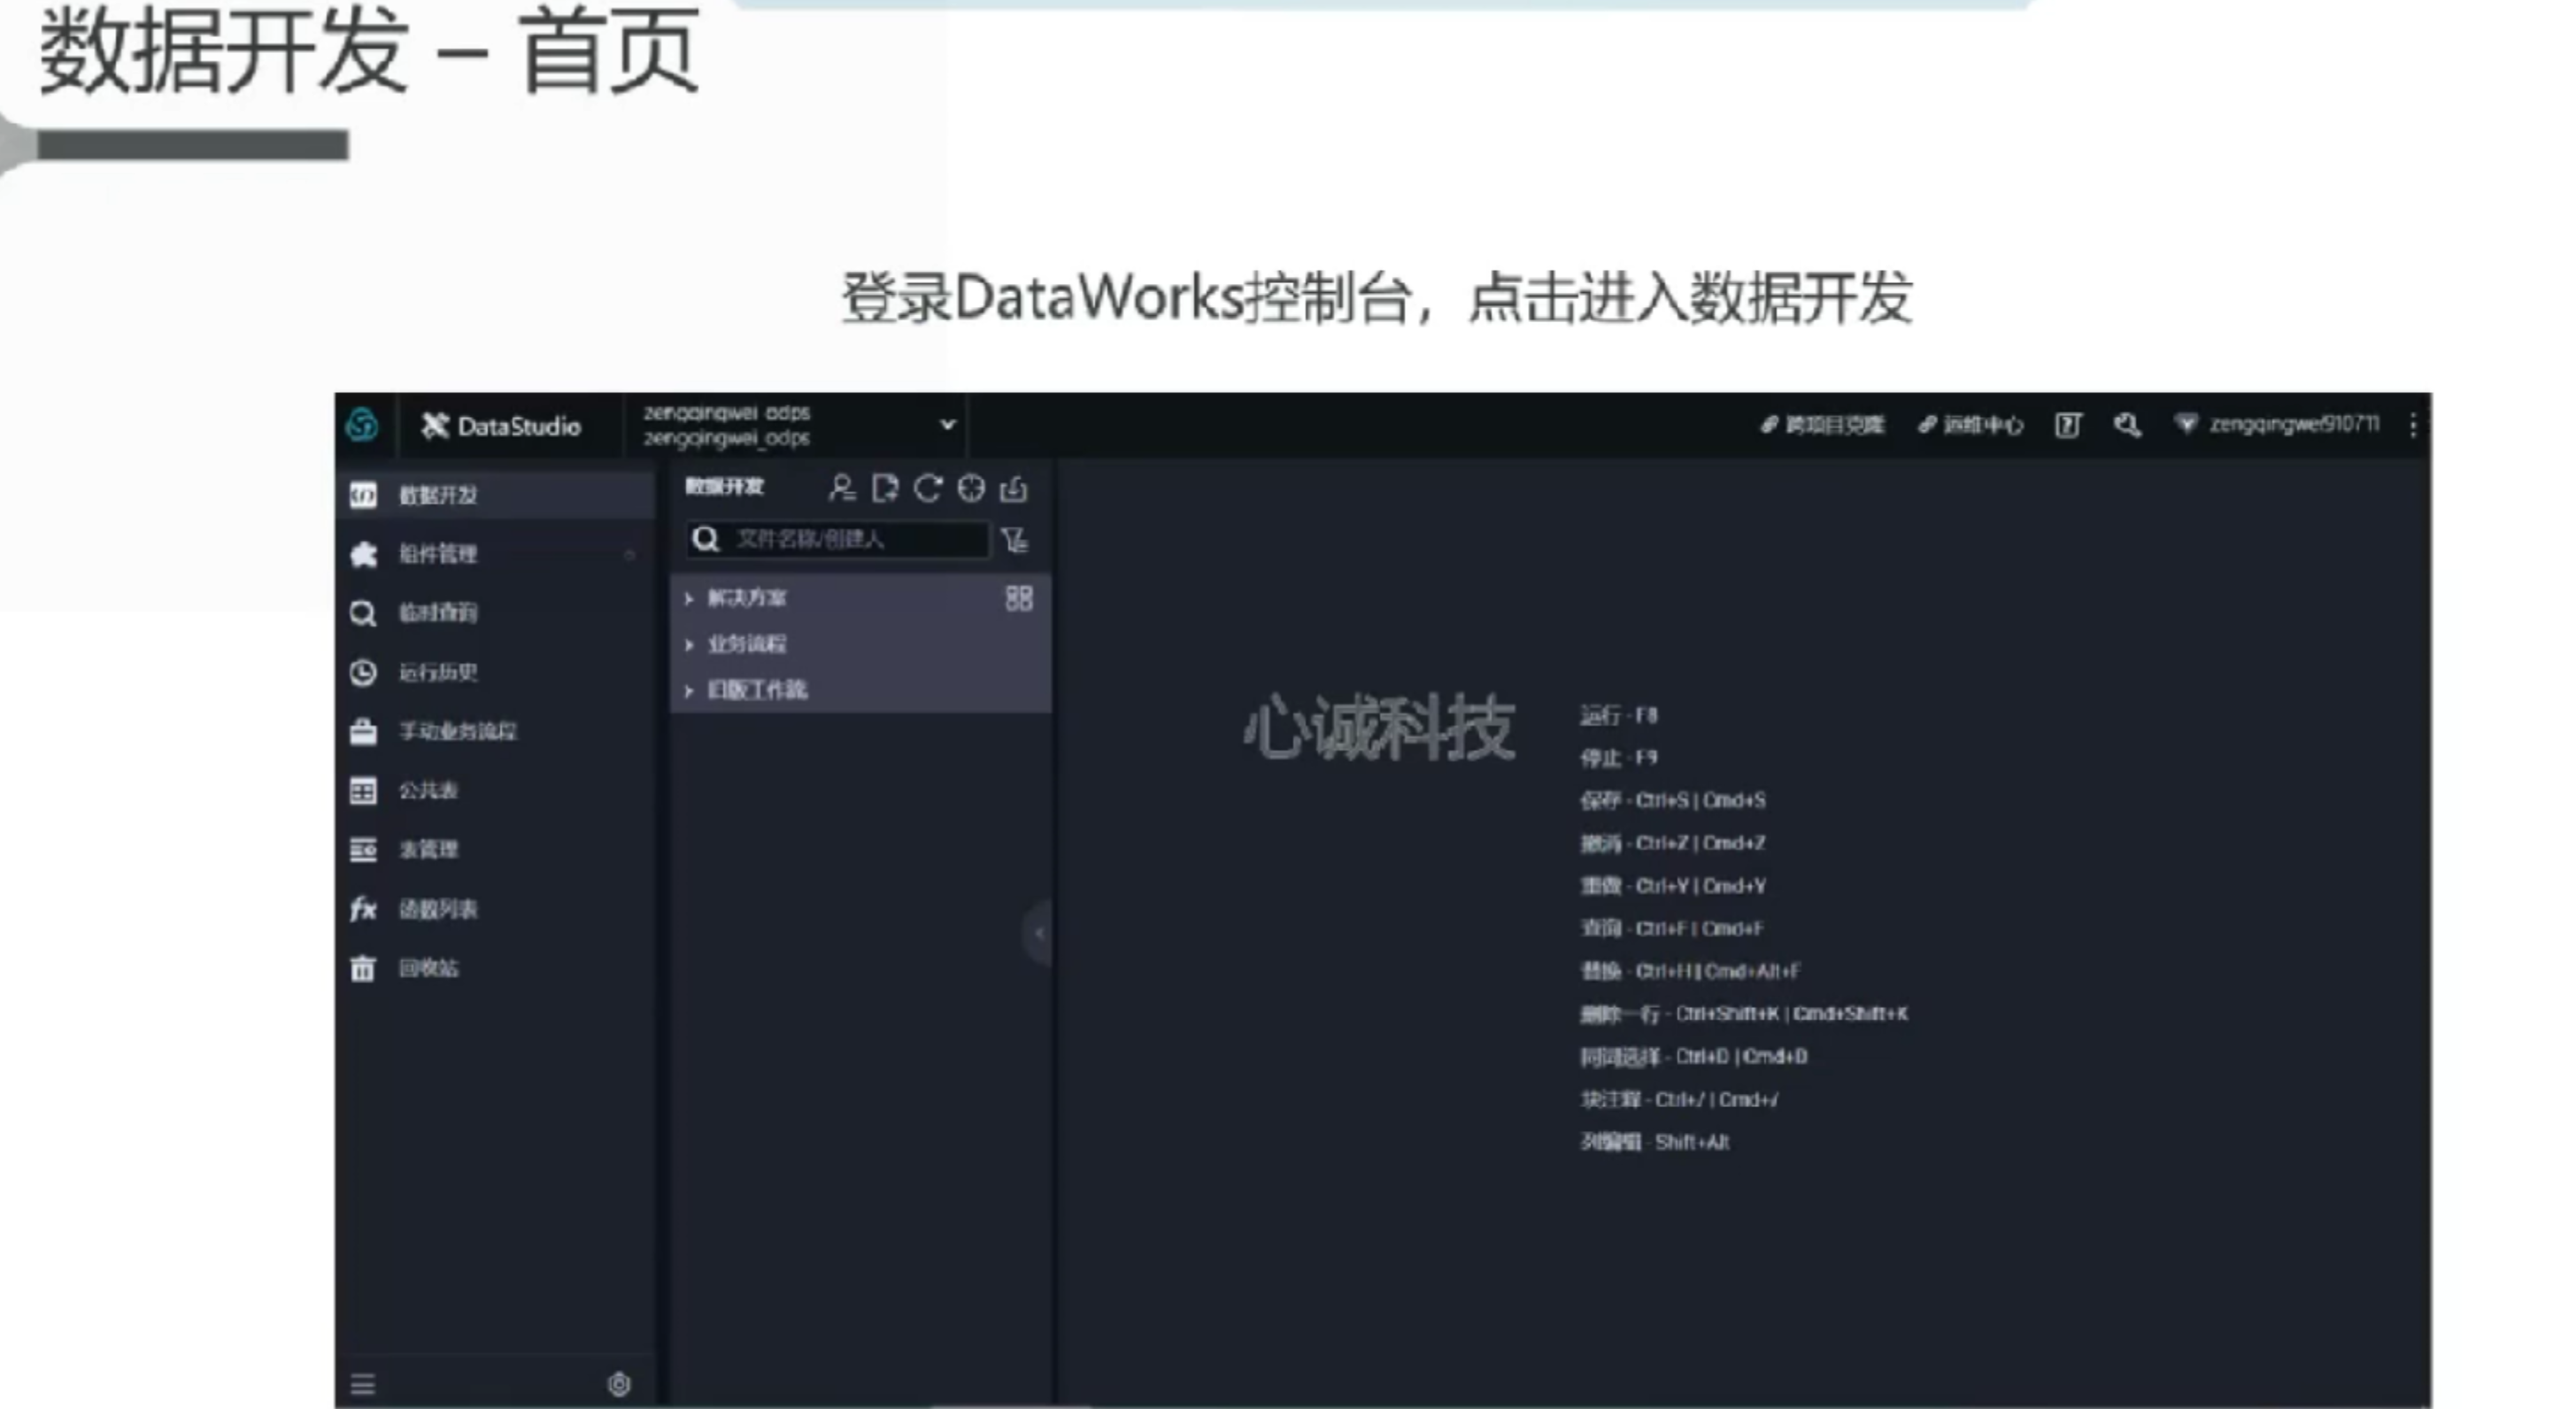 数据开发 – 首页
登录DataWorks控制台，点击进入数据开发
DataStudio
zengqingwei_odps
zengqingwei_odps
跨项目克隆
运维中心
zengqingwei910711
数据开发
组件管理
临时查询
运行历史
手动业务流程
公共表
表管理
函数列表
回收站
数据开发
文件名称/创建人
解决方案
业务流程
旧版工作流
心诚科技
运行 - F8
停止 - F9
保存 - Ctrl+S | Cmd+S
撤消 - Ctrl+Z | Cmd+Z
重做 - Ctrl+Y | Cmd+Y
查询 - Ctrl+F | Cmd+F
替换 - Ctrl+H | Cmd+Alt+F
删除一行 - Ctrl+Shift+K | Cmd+Shift+K
同词选择 - Ctrl+D | Cmd+D
块注释 - Ctrl+/ | Cmd+/
列编辑 - Shift+Alt